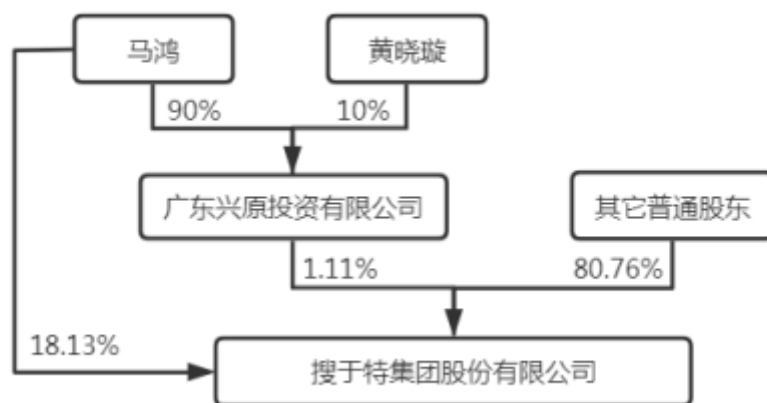 马鸿
黄晓璇
90%
10%
广东兴原投资有限公司
其它普通股东
1.11%
80.76%
18.13%
搜于特集团股份有限公司